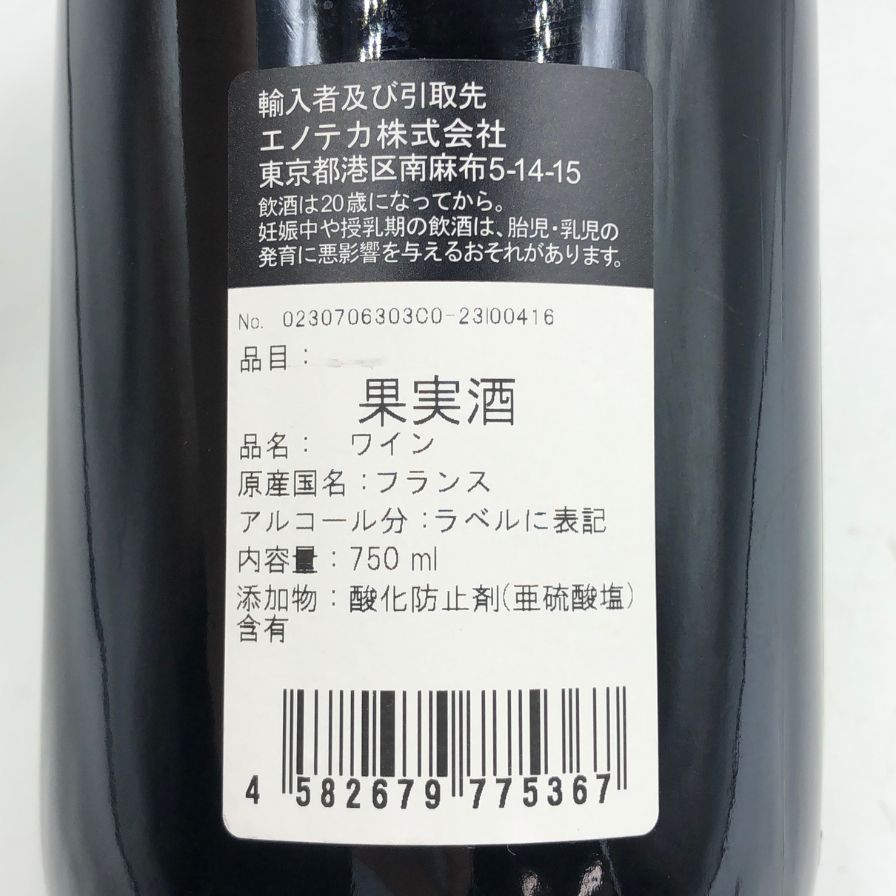 輸入者及び引取先
エノテカ株式会社
東京都港区南麻布5-14-15
飲酒は20歳になってから。
妊娠中や授乳期の飲酒は、胎児・乳児の
発育に悪影響を与えるおそれがあります。
No. 0230706303C0-23I00416
品目:
果実酒
品名: ワイン
原産国名:フランス
アルコール分:ラベルに表記
内容量:750 ml
添加物:酸化防止剤(亜硫酸塩)
含有
4 582679 775367